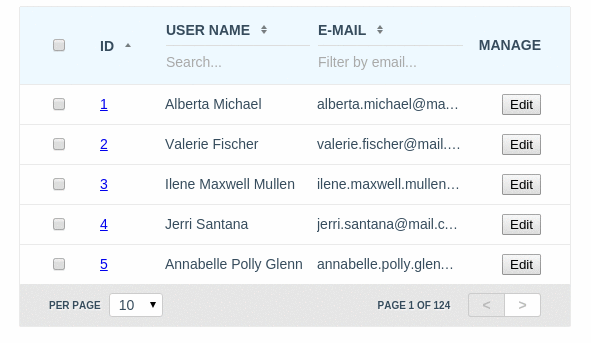 ID USER NAME E-MAIL MANAGE
Search... Filter by email...
1 Alberta Michael alberta.michael@ma... Edit
2 Valerie Fischer valerie.fischer@mail.... Edit
3 Ilene Maxwell Mullen ilene.maxwell.mullen... Edit
4 Jerri Santana jerri.santana@mail.c... Edit
5 Annabelle Polly Glenn annabelle.polly.glen... Edit
PER PAGE 10 PAGE 1 OF 124 < >